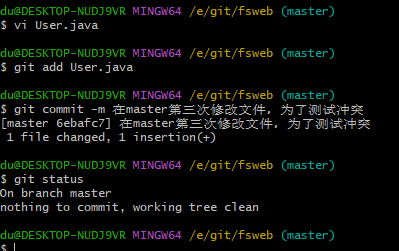 du@DESKTOP-NUDJ9VR MINGW64 /e/git/fsweb (master)
$ vi User.java
du@DESKTOP-NUDJ9VR MINGW64 /e/git/fsweb (master)
$ git add User.java
du@DESKTOP-NUDJ9VR MINGW64 /e/git/fsweb (master)
$ git commit -m 在master第三次修改文件，为了测试冲突
[master 6ebafc7] 在master第三次修改文件，为了测试冲突
 1 file changed, 1 insertion(+)
du@DESKTOP-NUDJ9VR MINGW64 /e/git/fsweb (master)
$ git status
On branch master
nothing to commit, working tree clean
du@DESKTOP-NUDJ9VR MINGW64 /e/git/fsweb (master)
$